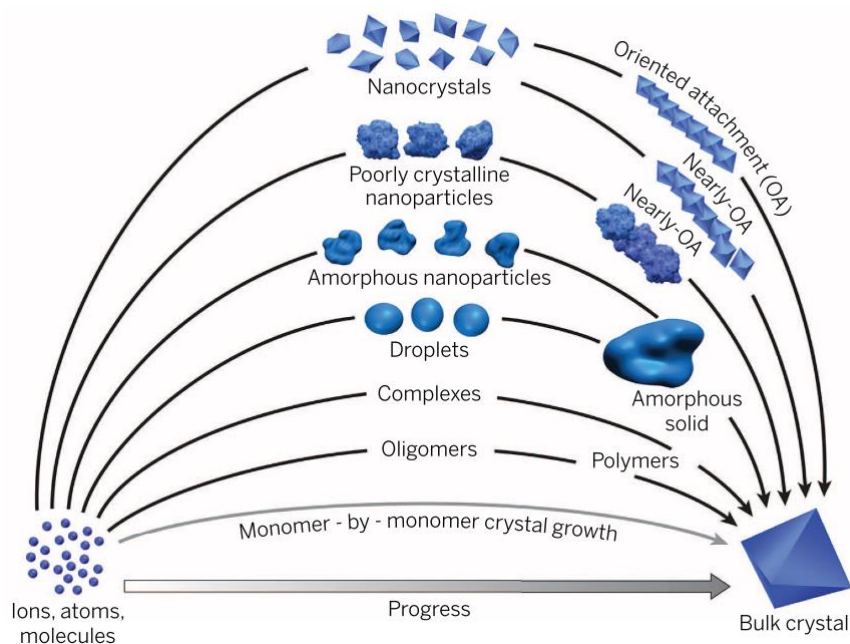 Nanocrystals
Oriented attachment (OA)
Poorly crystalline
nanoparticles
Nearly-OA
Nearly-OA
Amorphous nanoparticles
Droplets
Amorphous
solid
Complexes
Oligomers
Polymers
Monomer - by - monomer crystal growth
Ions, atoms,
molecules
Progress
Bulk crystal